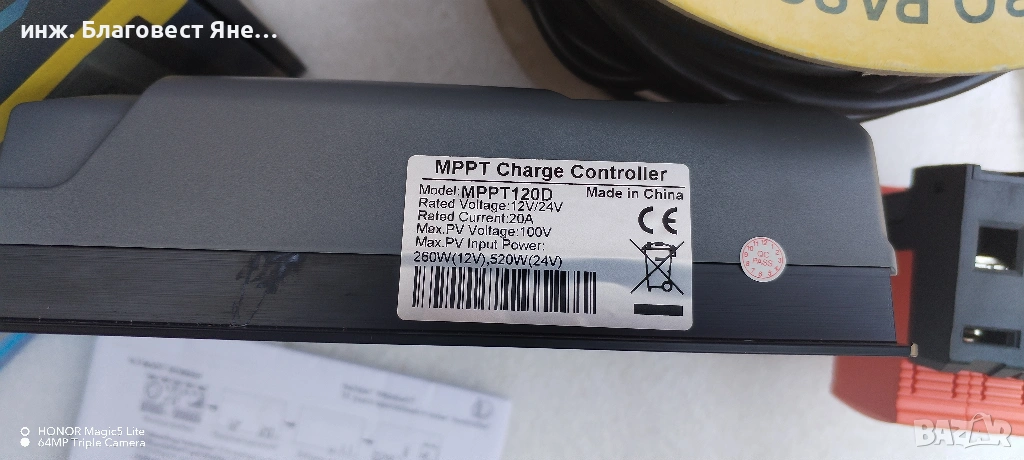 инж. Благовест Яне...
MPPT Charge Controller
Model:MPPT120D Made in China
Rated Voltage:12V/24V
Rated Current:20A
Max.PV Voltage:100V
Max.PV Input Power:
260W(12V),520W(24V)
CE
QC
PASS
HONOR Magic5 Lite
64MP Triple Camera
BAZAR